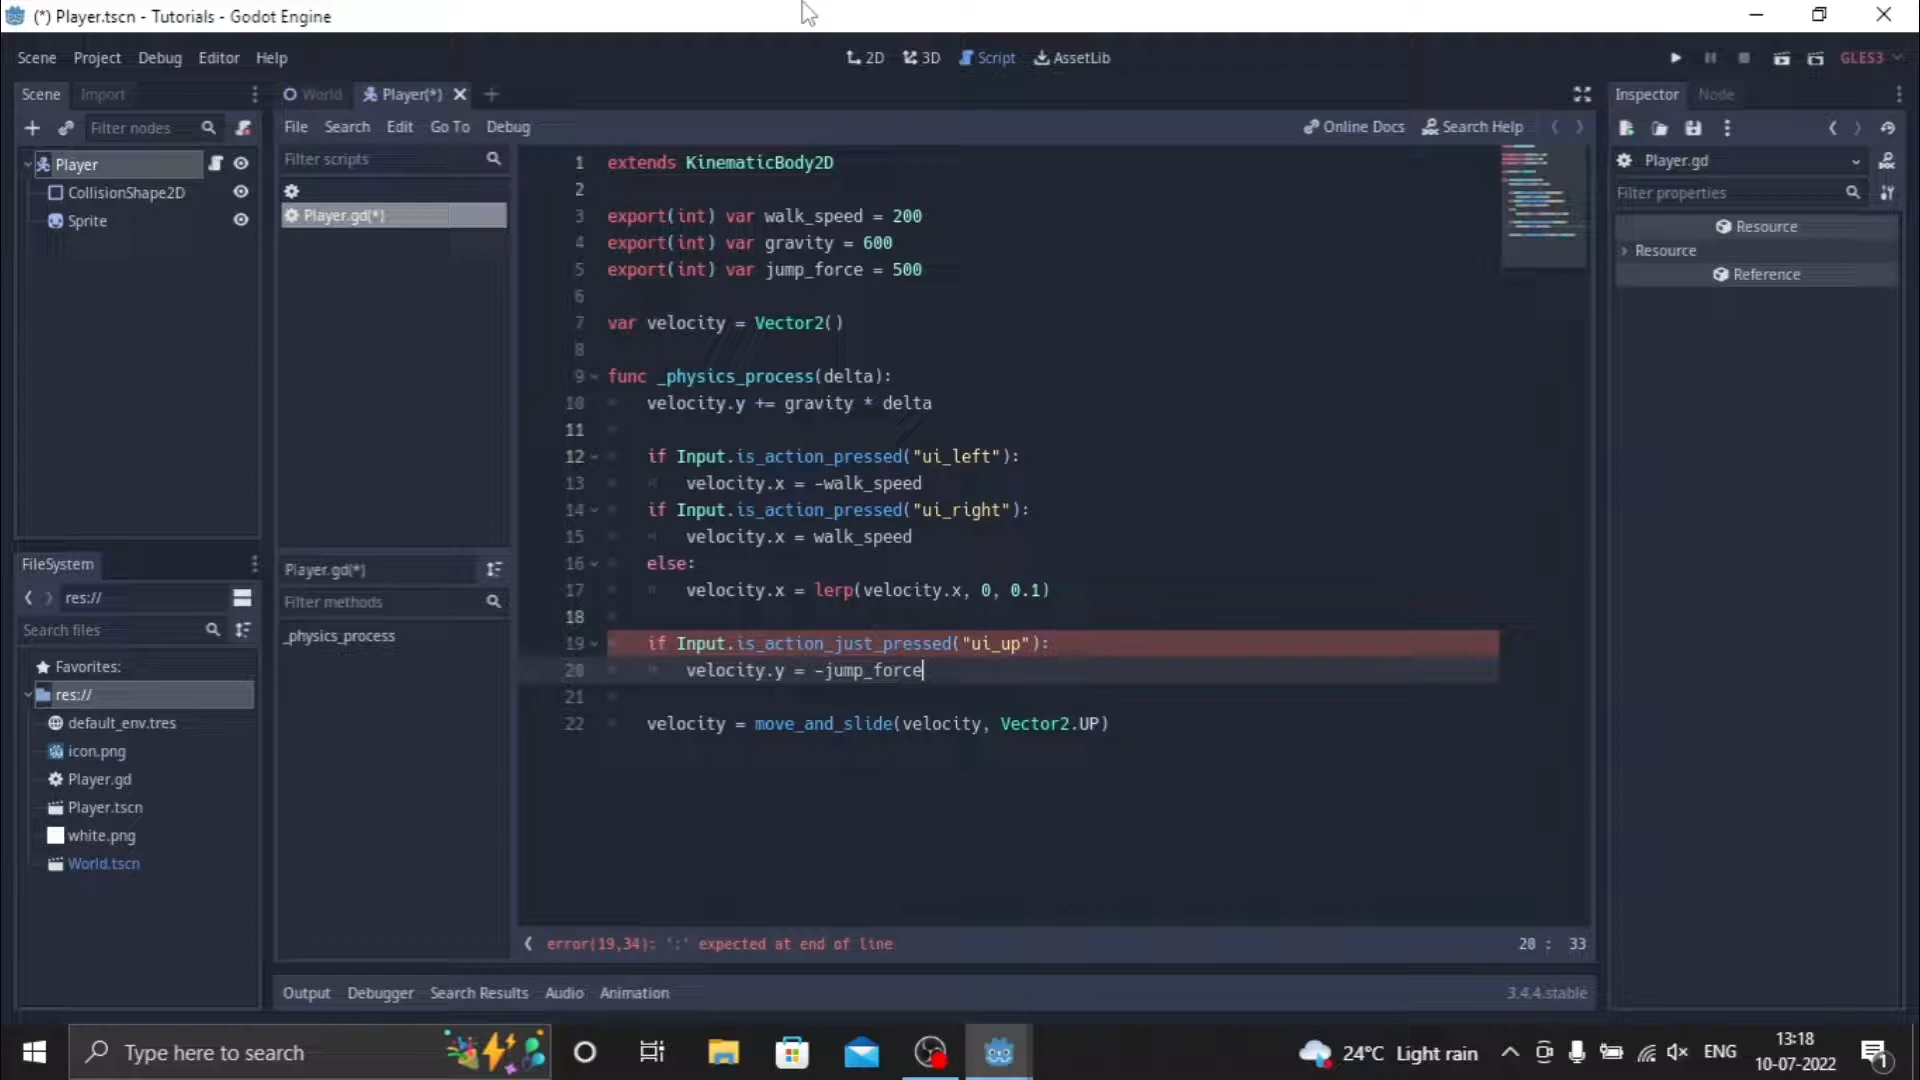 (*) Player.tscn - Tutorials - Godot Engine
Scene Project Debug Editor Help
2D 3D Script AssetLib
GLES3
Scene Import
World Player(*)
Inspector Node
Filter nodes
File Search Edit Go To Debug
Online Docs Search Help
Player
CollisionShape2D
Sprite
Filter scripts
Player.gd(*)
1 extends KinematicBody2D
2
3 export(int) var walk_speed = 200
4 export(int) var gravity = 600
5 export(int) var jump_force = 500
6
7 var velocity = Vector2()
8
9 func _physics_process(delta):
10 velocity.y += gravity * delta
11
12 if Input.is_action_pressed("ui_left"):
13 velocity.x = -walk_speed
14 if Input.is_action_pressed("ui_right"):
15 velocity.x = walk_speed
16 else:
17 velocity.x = lerp(velocity.x, 0, 0.1)
18
19 if Input.is_action_just_pressed("ui_up"):
20 velocity.y = -jump_force
21
22 velocity = move_and_slide(velocity, Vector2.UP)
Player.gd
Filter properties
Resource
Resource
Reference
FileSystem
res://
Search files
Favorites:
res://
default_env.tres
icon.png
Player.gd
Player.tscn
white.png
World.tscn
Player.gd(*)
Filter methods
_physics_process
error(19,34): ':' expected at end of line
20 : 33
Output Debugger Search Results Audio Animation
3.4.4.stable
Type here to search
24°C Light rain
ENG
13:18
10-07-2022
1